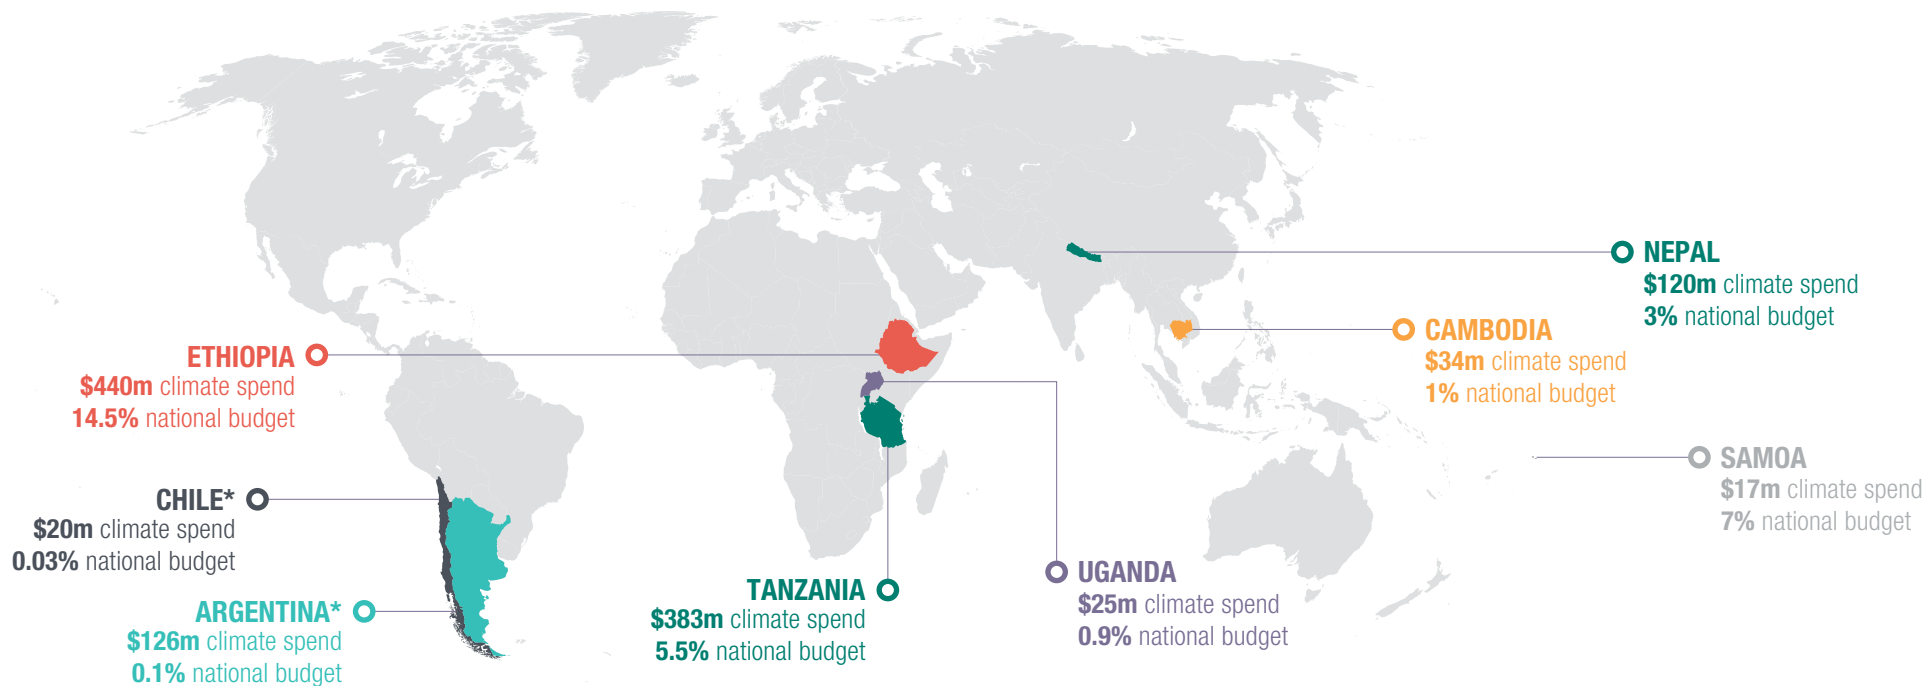 NEPAL
$120m climate spend
3% national budget
CAMBODIA
$34m climate spend
1% national budget
ETHIOPIA
$440m climate spend
14.5% national budget
SAMOA
$17m climate spend
7% national budget
CHILE*
$20m climate spend
0.03% national budget
UGANDA
$25m climate spend
0.9% national budget
TANZANIA
$383m climate spend
5.5% national budget
ARGENTINA*
$126m climate spend
0.1% national budget